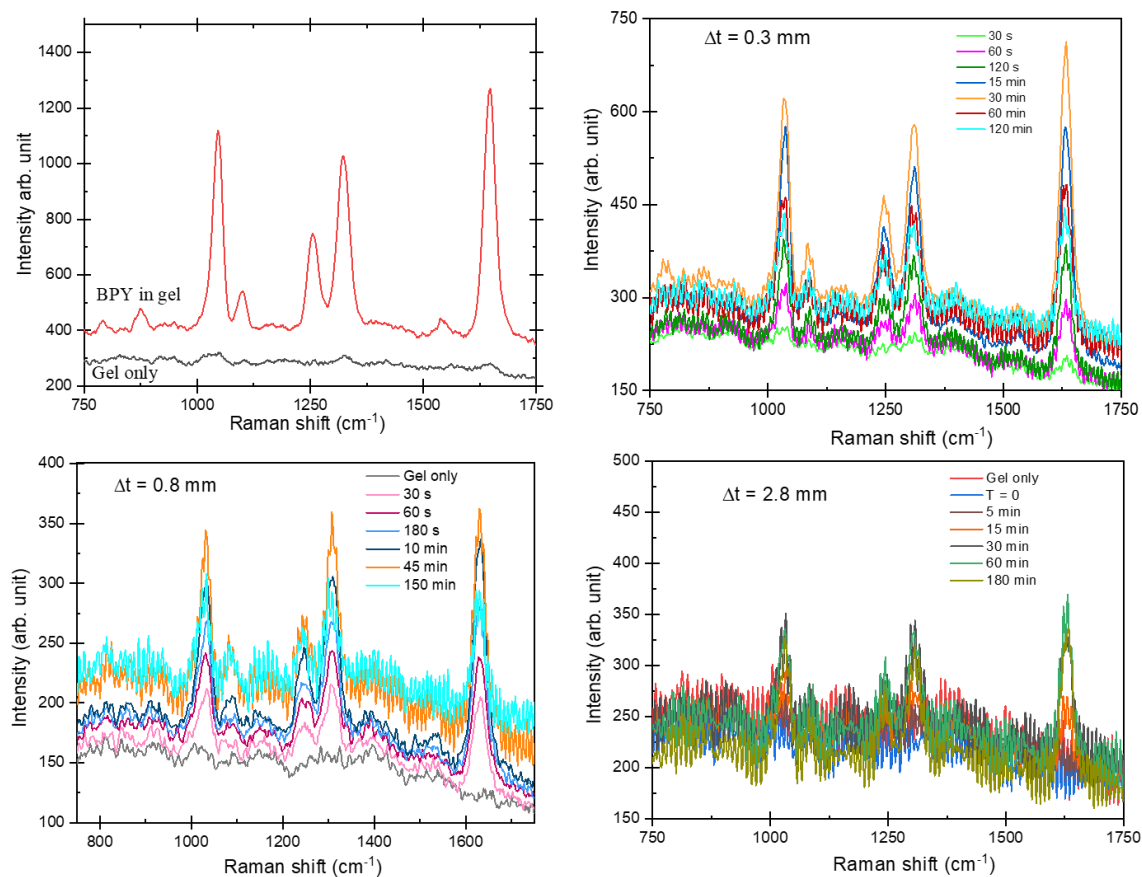 1400
1200
1000
800
600
400
200
750
1000
1250
1500
1750
Intensity arb. unit
Raman shift (cm⁻¹)
BPY in gel
Gel only
750
600
450
300
150
750
1000
1250
1500
1750
Intensity (arb. unit)
Raman shift (cm⁻¹)
Δt = 0.3 mm
30 s
60 s
120 s
15 min
30 min
60 min
120 min
400
350
300
250
200
150
100
800
1000
1200
1400
1600
Intensity (arb. unit)
Raman shift (cm⁻¹)
Δt = 0.8 mm
Gel only
30 s
60 s
180 s
10 min
45 min
150 min
500
450
400
350
300
250
200
150
750
1000
1250
1500
1750
Intensity (arb. unit)
Raman shift (cm⁻¹)
Δt = 2.8 mm
Gel only
T = 0
5 min
15 min
30 min
60 min
180 min